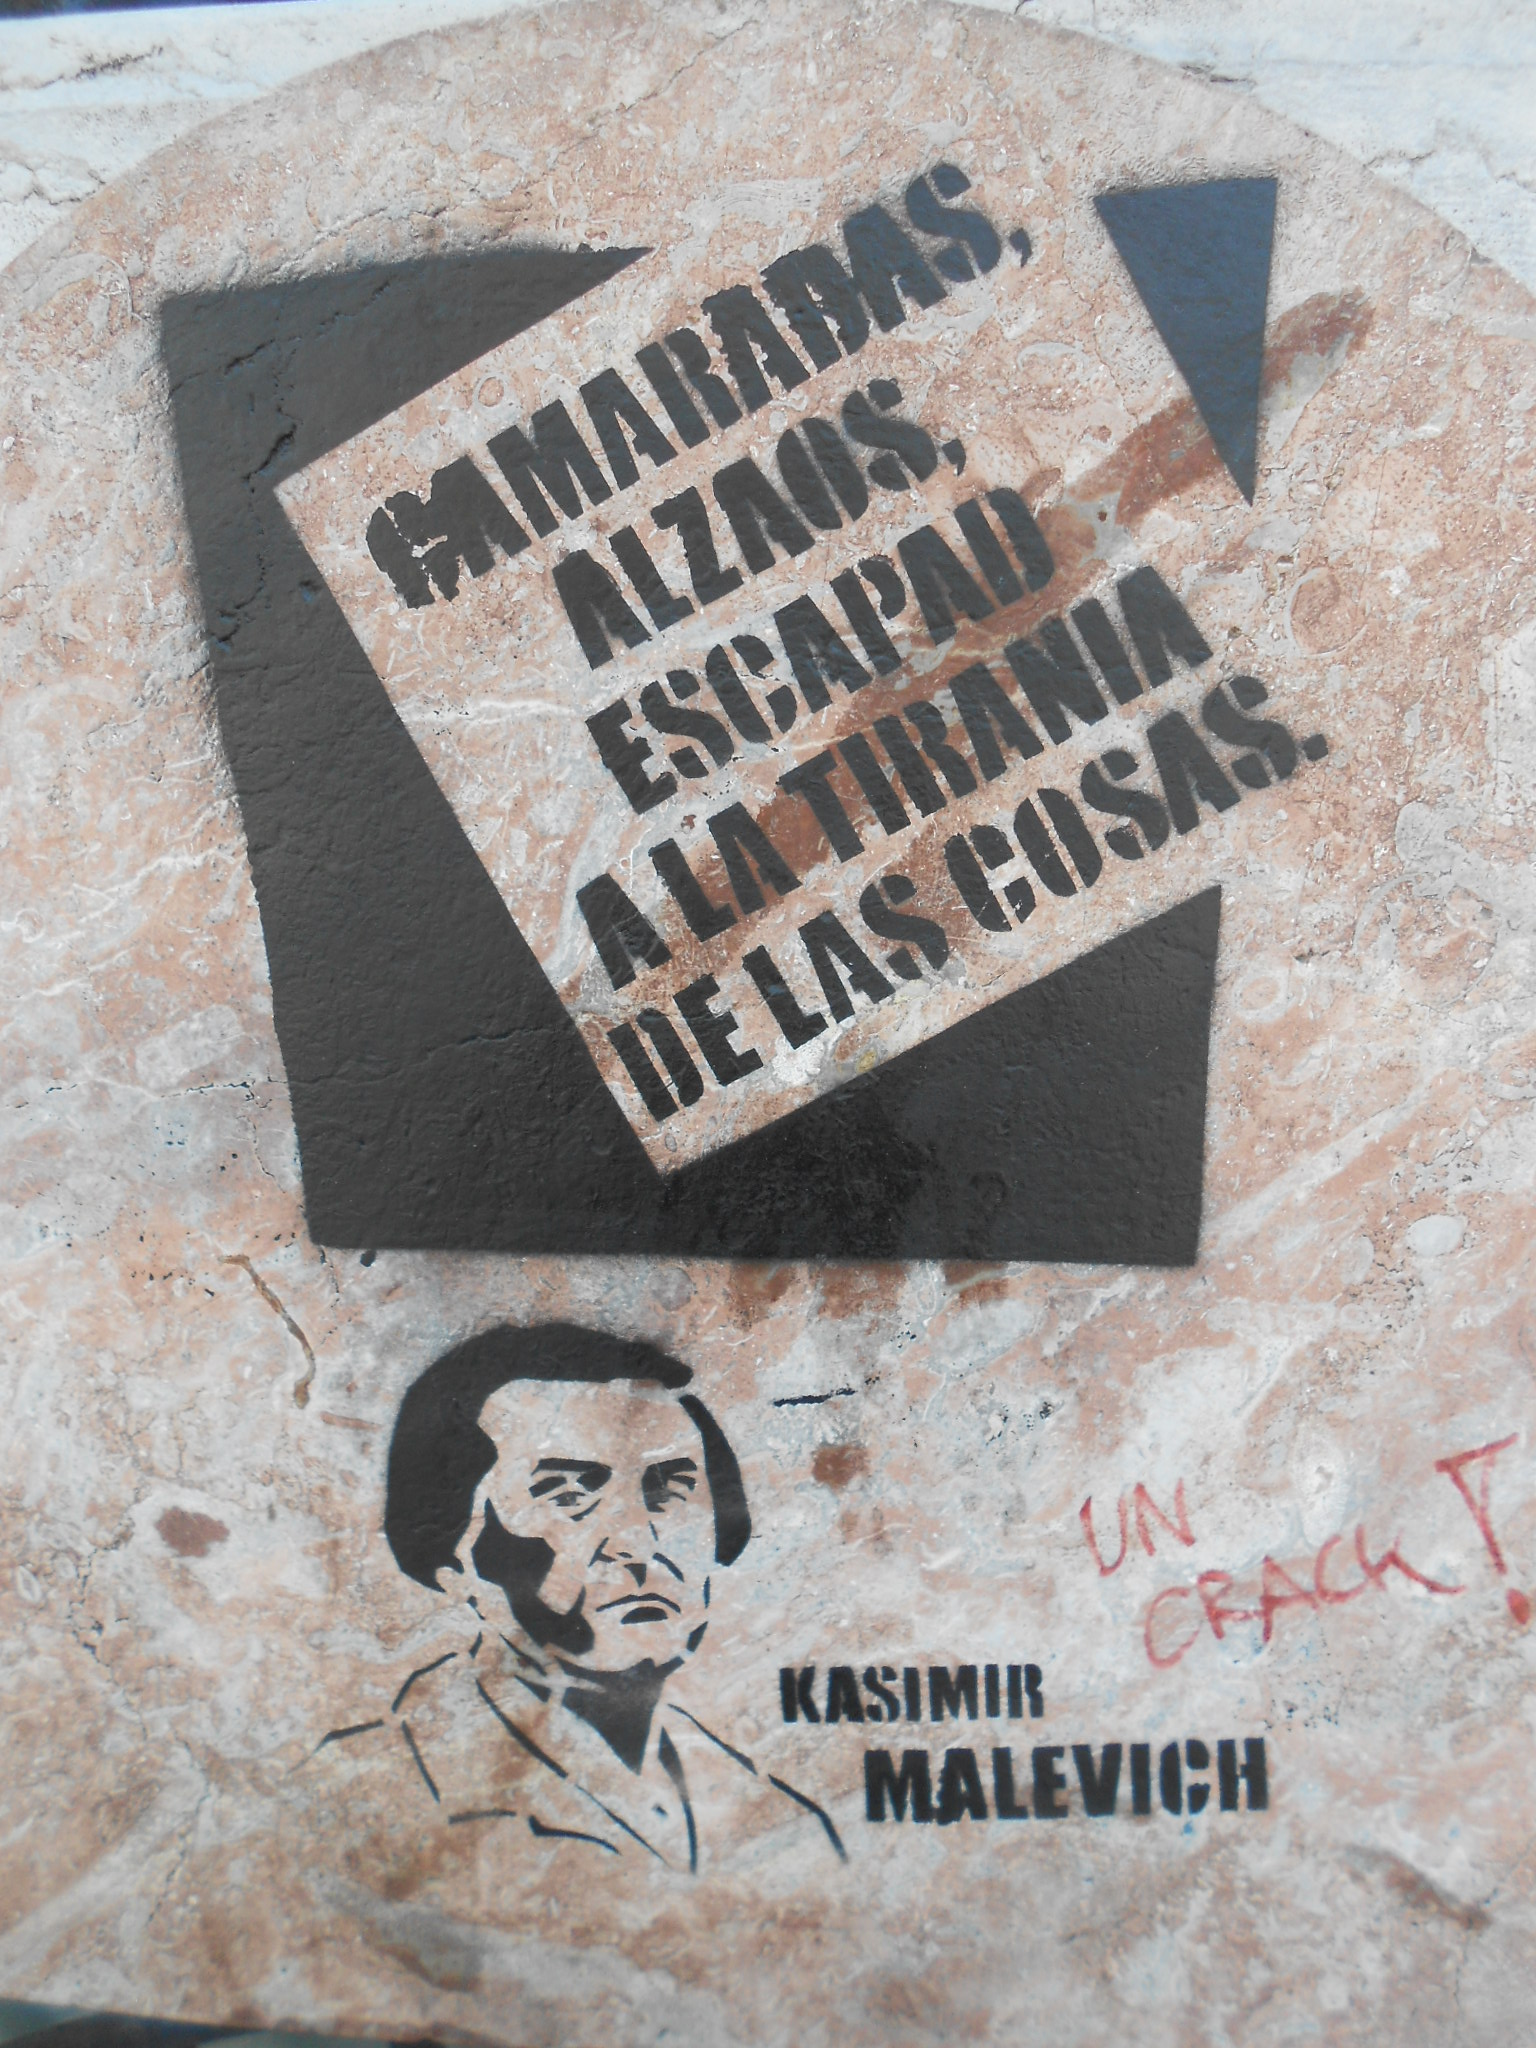 CAMARADAS,
ALZAOS,
ESCAPAD
A LA TIRANIA
DE LAS COSAS.
UN
CRACK!
KASIMIR
MALEVICH